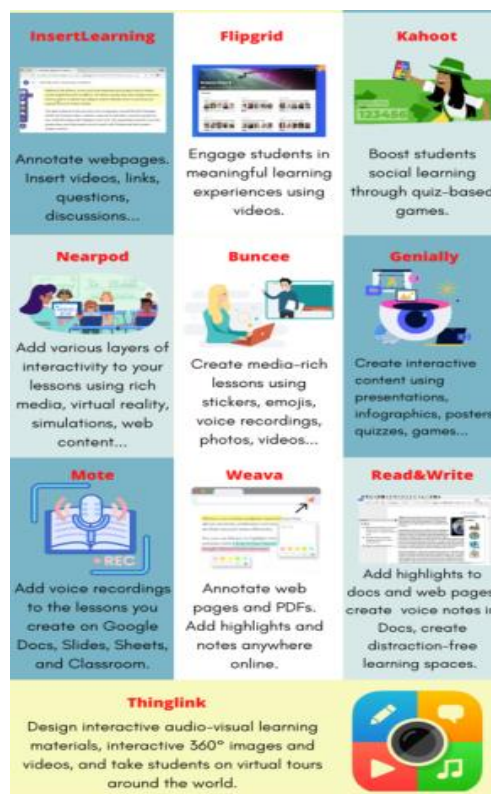 InsertLearning
Annotate webpages.
Insert videos, links,
questions,
discussions...
Flipgrid
Engage students in
meaningful learning
experiences using
videos.
Kahoot
123456
Boost students
social learning
through quiz-based
games.
Nearpod
Add various layers of
interactivity to your
lessons using rich
media, virtual reality,
simulations, web
content...
Buncee
Create media-rich
lessons using
stickers, emojis,
voice recordings,
photos, videos...
Genially
Create interactive
content using
presentations,
infographics, posters
quizzes, games...
Mote
REC
Add voice recordings
to the lessons you
create on Google
Docs, Slides, Sheets,
and Classroom.
Weava
Annotate web
pages and PDFs.
Add highlights and
notes anywhere
online.
Read&Write
Add highlights to
docs and web pages
create voice notes in
Docs, create
distraction-free
learning spaces.
Thinglink
Design interactive audio-visual learning
materials, interactive 360° images and
videos, and take students on virtual tours
around the world.